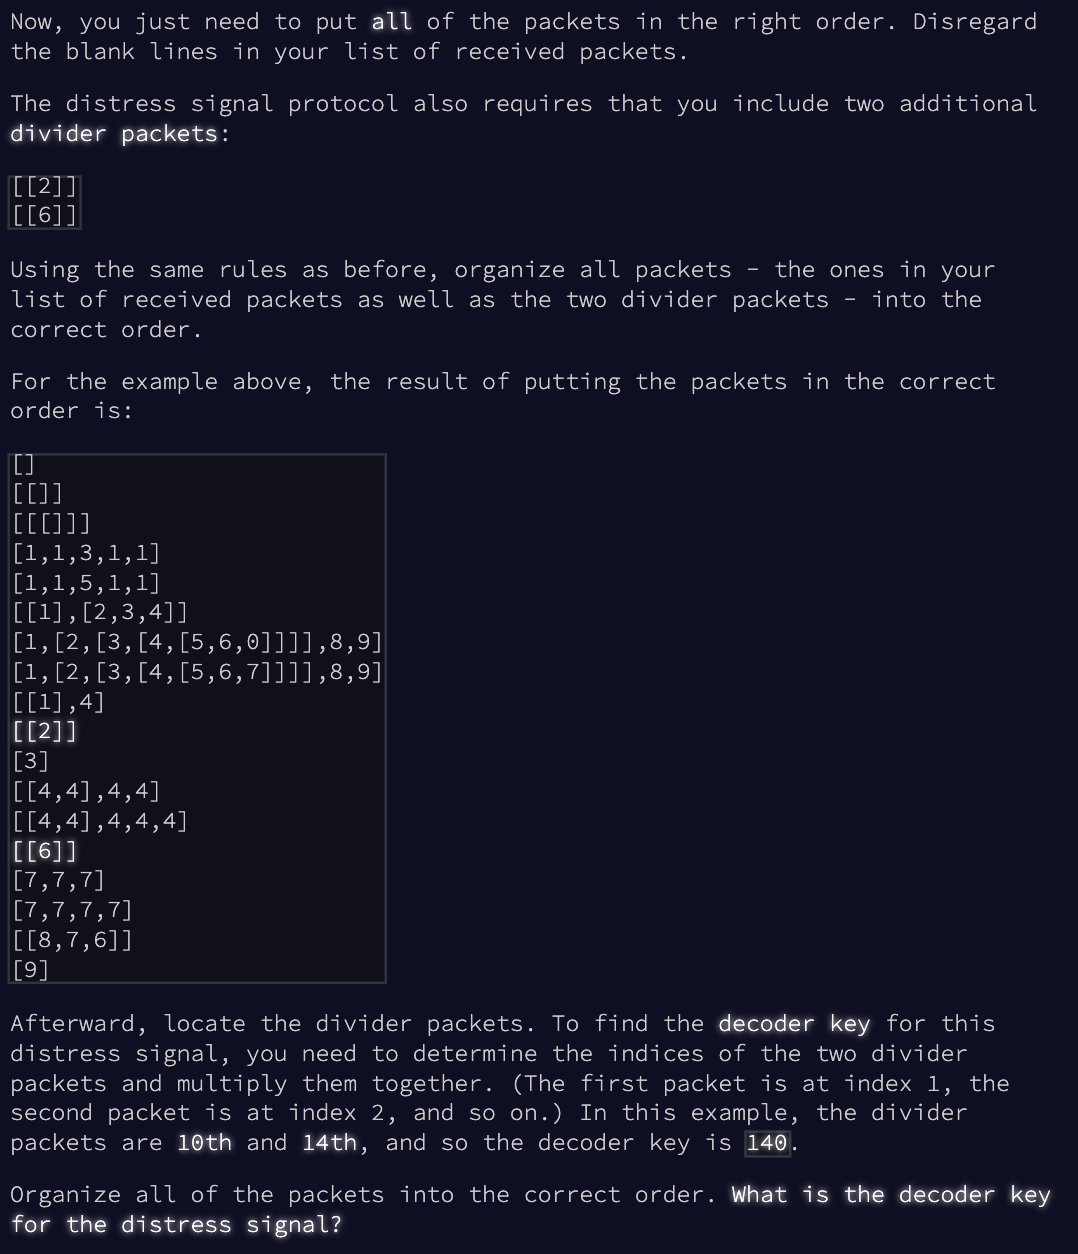 Now, you just need to put all of the packets in the right order. Disregard
the blank lines in your list of received packets.
The distress signal protocol also requires that you include two additional
divider packets:
[[2]]
[[6]]
Using the same rules as before, organize all packets - the ones in your
list of received packets as well as the two divider packets - into the
correct order.
For the example above, the result of putting the packets in the correct
order is:
[]
[[]]
[[[]]]
[1,1,3,1,1]
[1,1,5,1,1]
[[1],[2,3,4]]
[1,[2,[3,[4,[5,6,0]]]],8,9]
[1,[2,[3,[4,[5,6,7]]]],8,9]
[[1],4]
[[2]]
[3]
[[4,4],4,4]
[[4,4],4,4,4]
[[6]]
[7,7,7]
[7,7,7,7]
[[8,7,6]]
[9]
Afterward, locate the divider packets. To find the decoder key for this
distress signal, you need to determine the indices of the two divider
packets and multiply them together. (The first packet is at index 1, the
second packet is at index 2, and so on.) In this example, the divider
packets are 10th and 14th, and so the decoder key is 140.
Organize all of the packets into the correct order. What is the decoder key
for the distress signal?